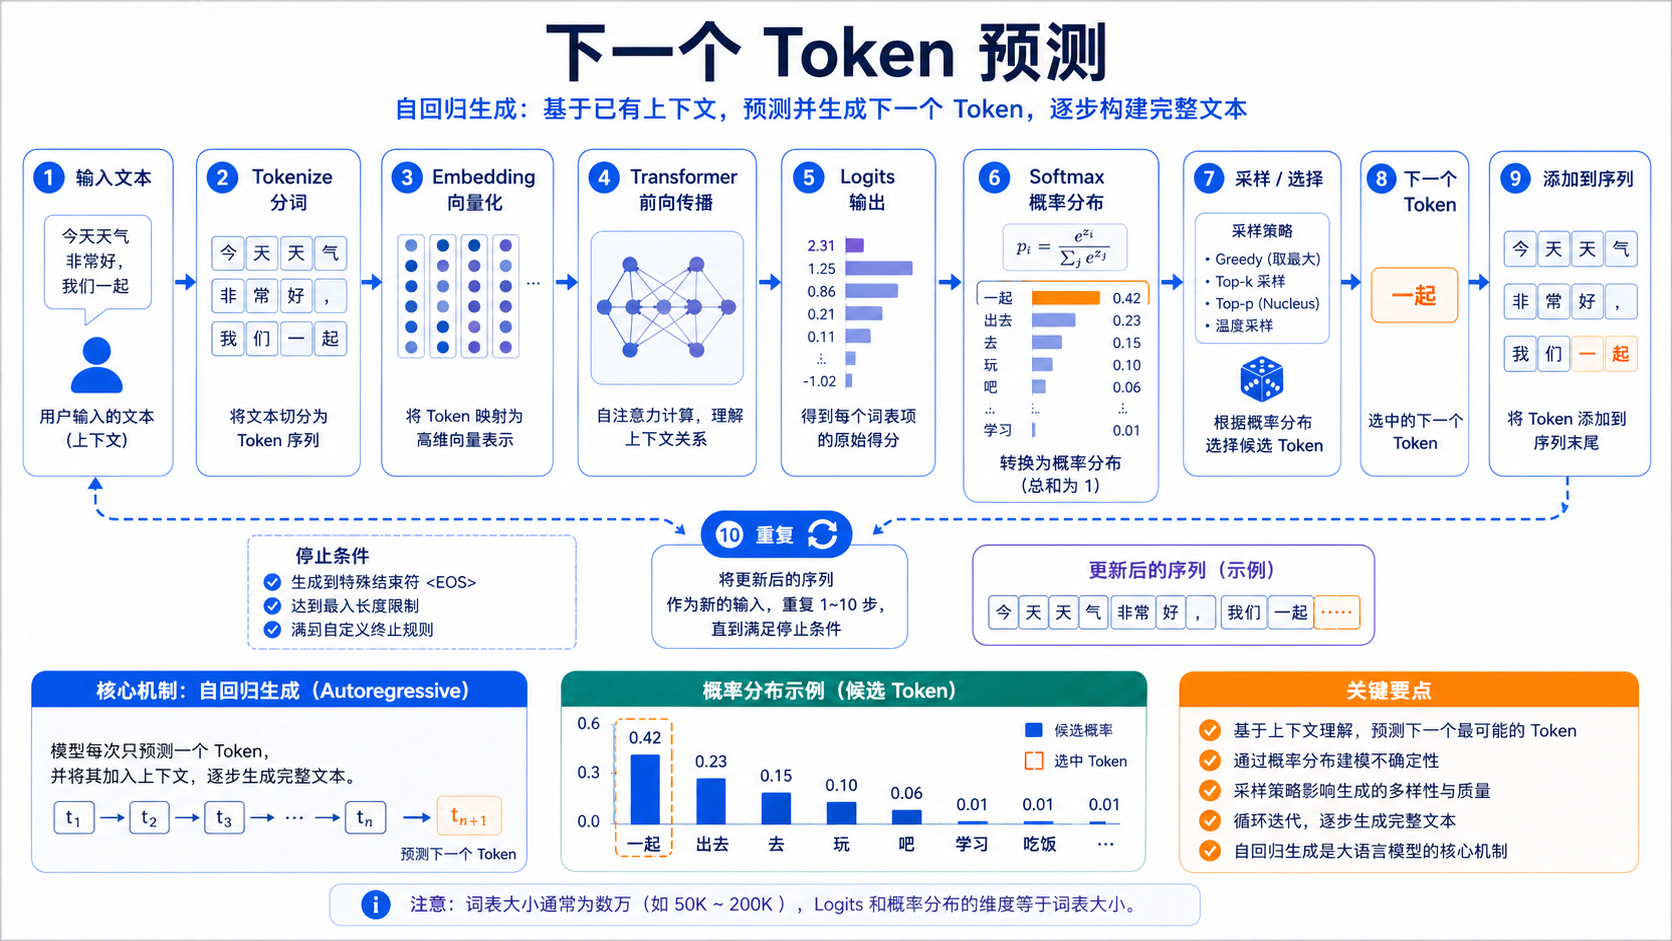 下一个 Token 预测
自回归生成：基于已有上下文，预测并生成下一个 Token，逐步构建完整文本
1 输入文本
今天天气
非常好，
我们一起
用户输入的文本
(上下文)
2 Tokenize
分词
今 天 天 气
非 常 好 ，
我 们 一 起
将文本切分为
Token 序列
3 Embedding
向量化
...
将 Token 映射为
高维向量表示
4 Transformer
前向传播
自注意力计算，理解
上下文关系
5 Logits
输出
2.31
1.25
0.86
0.21
0.11
-1.02
得到每个词表项
的原始得分
6 Softmax
概率分布
p_i = e^{z_i} / ∑_j e^{z_j}
一起 0.42
出去 0.23
去 0.15
玩 0.10
吧 0.06
学习 0.01
转换为概率分布
(总和为 1)
7 采样 / 选择
采样策略
• Greedy (取最大)
• Top-k 采样
• Top-p (Nucleus)
• 温度采样
根据概率分布
选择候选 Token
8 下一个
Token
一起
选中的下一个
Token
9 添加到序列
今 天 天 气
非 常 好 ，
我 们 一 起
将 Token 添加到
序列末尾
10 重复
将更新后的序列
作为新的输入，重复 1~10 步，
直到满足停止条件
停止条件
生成到特殊结束符 <EOS>
达到最入长度限制
满到自定义终止规则
更新后的序列（示例）
今 天 天 气 非常 好 ， 我们 一起 ·····
核心机制：自回归生成（Autoregressive）
模型每次只预测一个 Token，
并将其加入上下文，逐步生成完整文本。
t_1 t_2 t_3 ... t_n t_{n+1}
预测下一个 Token
概率分布示例（候选 Token）
0.6
0.3
0.0
0.42 0.23 0.15 0.10 0.06 0.01 0.01 0.01
一起 出去 去 玩 吧 学习 吃饭 ...
候选概率
选中 Token
关键要点
基于上下文理解，预测下一个最可能的 Token
通过概率分布建模不确定性
采样策略影响生成的多样性与质量
循环迭代，逐步生成完整文本
自回归生成是大语言模型的核心机制
注意：词表大小通常为数万（如 50K ~ 200K ），Logits 和概率分布的维度等于词表大小。